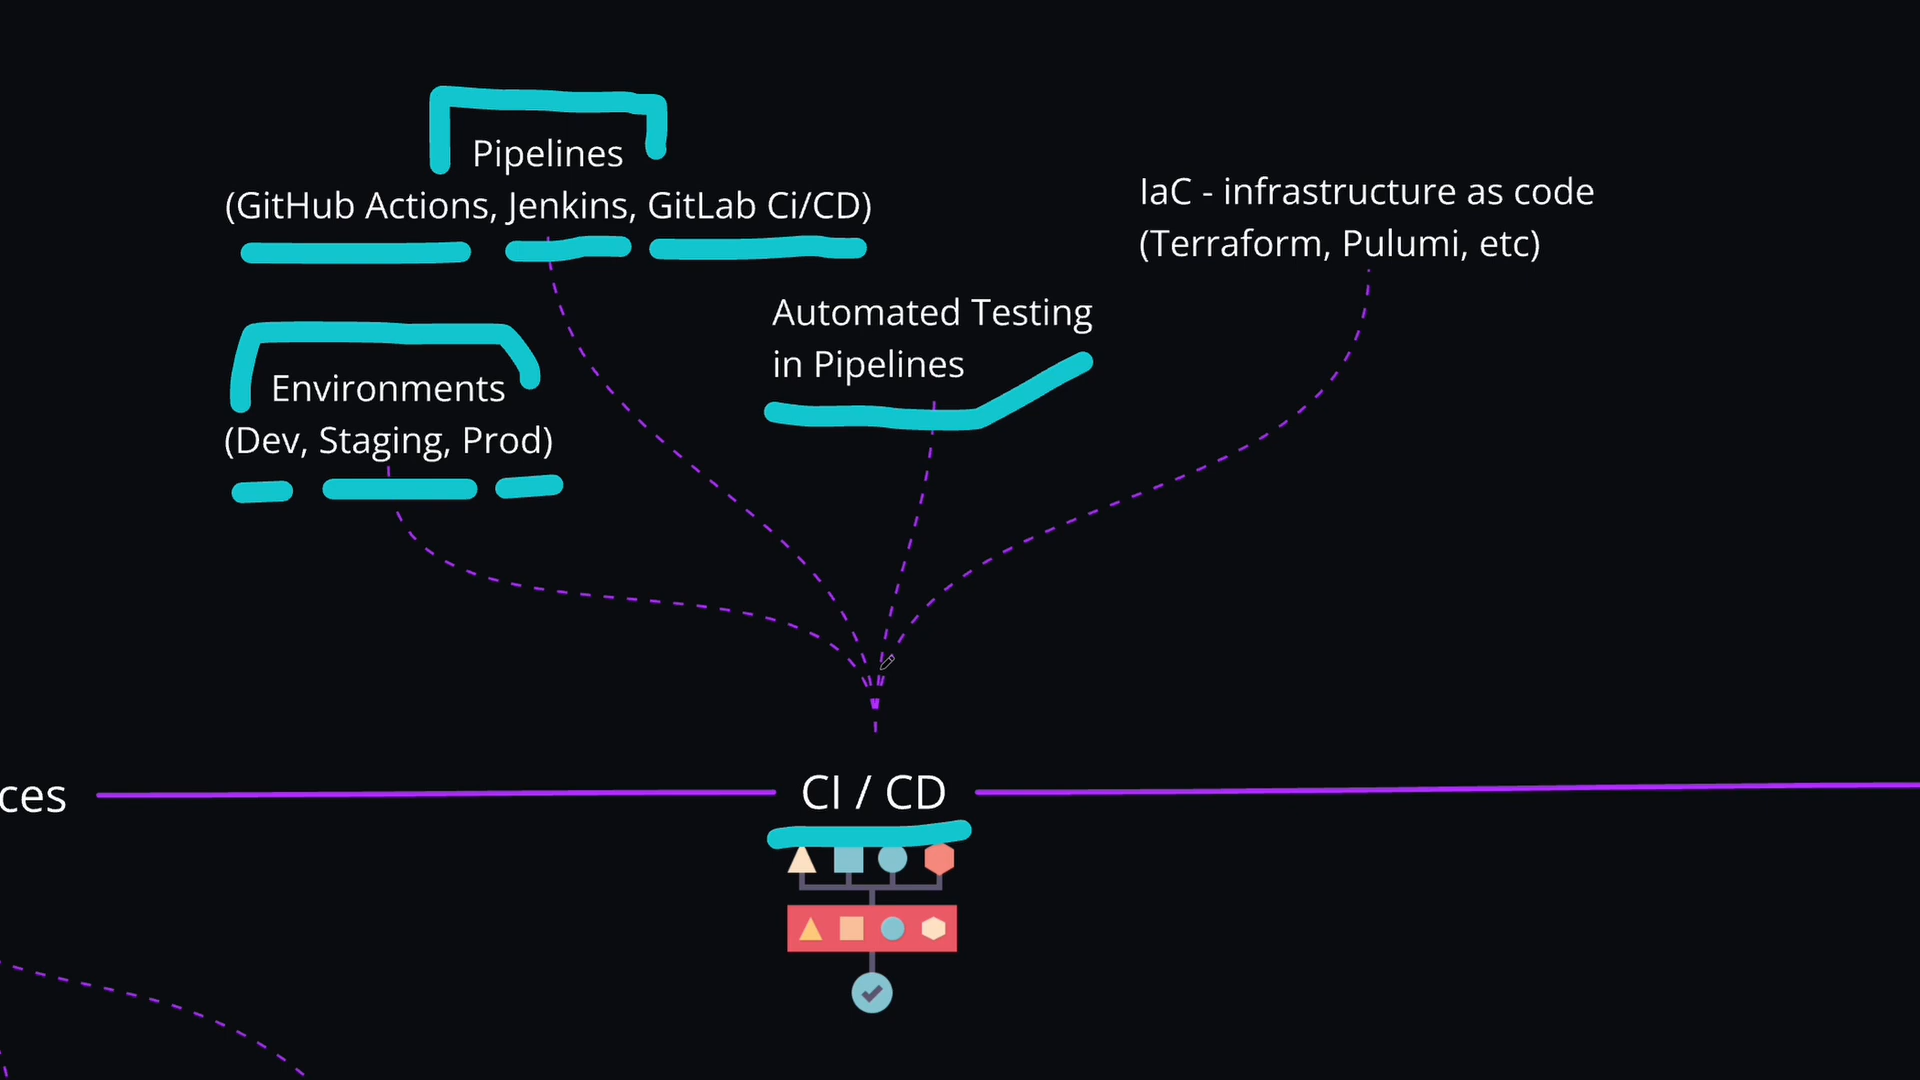 Pipelines
(GitHub Actions, Jenkins, GitLab Ci/CD)
IaC - infrastructure as code
(Terraform, Pulumi, etc)
Automated Testing
in Pipelines
Environments
(Dev, Staging, Prod)
ces
CI / CD